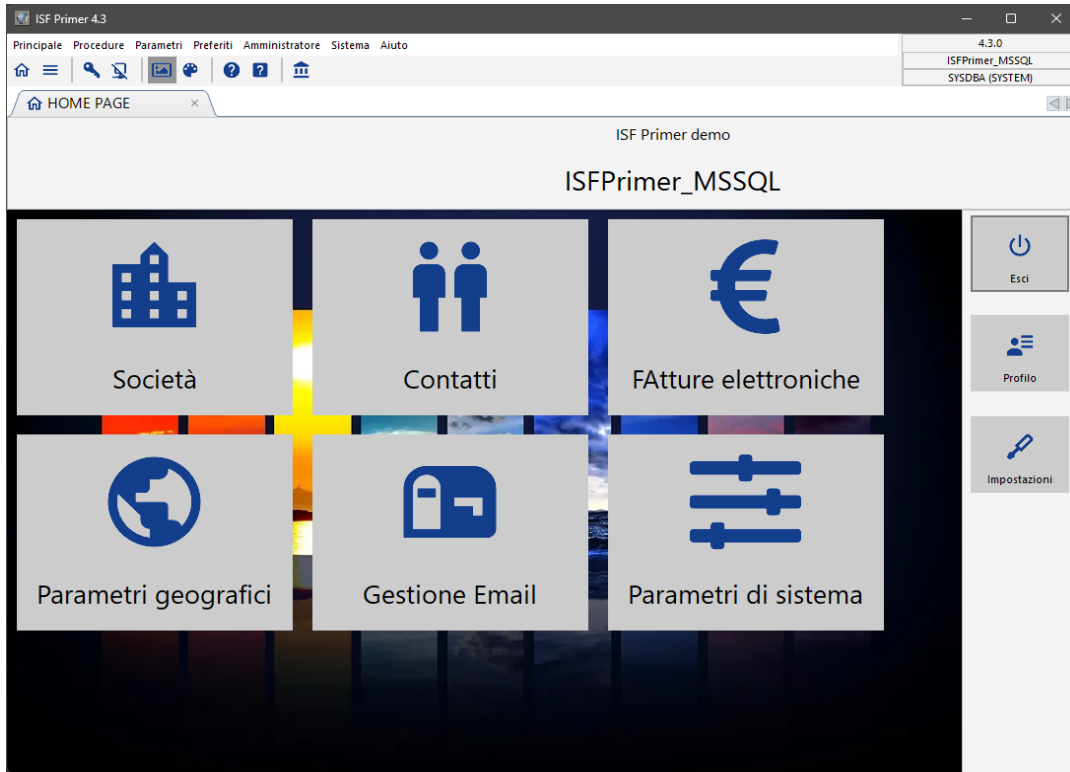 ISF Primer 4.3
Principale Procedure Parametri Preferiti Amministratore Sistema Aiuto
4.3.0
ISFPrimer_MSSQL
SYSDBA (SYSTEM)
HOME PAGE
ISF Primer demo
ISFPrimer_MSSQL
Società
Contatti
FAtture elettroniche
Parametri geografici
Gestione Email
Parametri di sistema
Esci
Profilo
Impostazioni